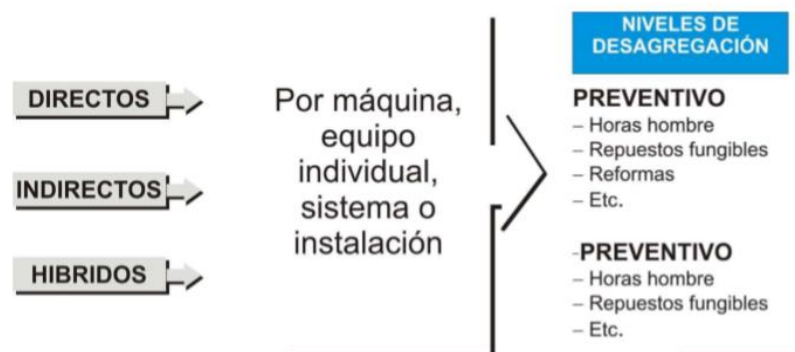 DIRECTOS
INDIRECTOS
HIBRIDOS
Por máquina,
equipo
individual,
sistema o
instalación
NIVELES DE
DESAGREGACIÓN
PREVENTIVO
– Horas hombre
– Repuestos fungibles
– Reformas
– Etc.
-PREVENTIVO
– Horas hombre
– Repuestos fungibles
– Etc.